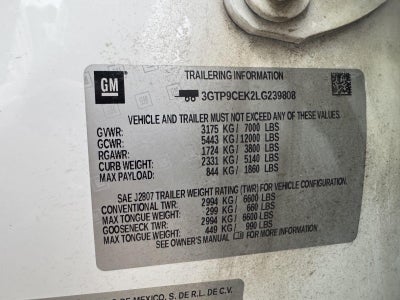 GM
TRAILERING INFORMATION
3GTP9CEK2LG239808
VEHICLE AND TRAILER MUST NOT EXCEED ANY OF THESE VALUES.
GVWR: 3175 KG/ 7000 LBS
GCWR: 5443 KG/ 12000 LBS
RGAWR: 1724 KG/ 3800 LBS
CURB WEIGHT: 2331 KG/ 5140 LBS
MAX PAYLOAD: 844 KG/ 1860 LBS
SAE J2807 TRAILER WEIGHT RATING (TWR) FOR VEHICLE CONFIGURATION.
CONVENTIONAL TWR: 2994 KG/ 6600 LBS
MAX TONGUE WEIGHT: 299 KG/ 660 LBS
GOOSENECK TWR: 2994 KG/ 6600 LBS
MAX TONGUE WEIGHT: 449 KG/ 990 LBS
SEE OWNER'S MANUAL FOR MORE INFORMATION.
DE MEXICO, S. DE R.L. DE C.V.